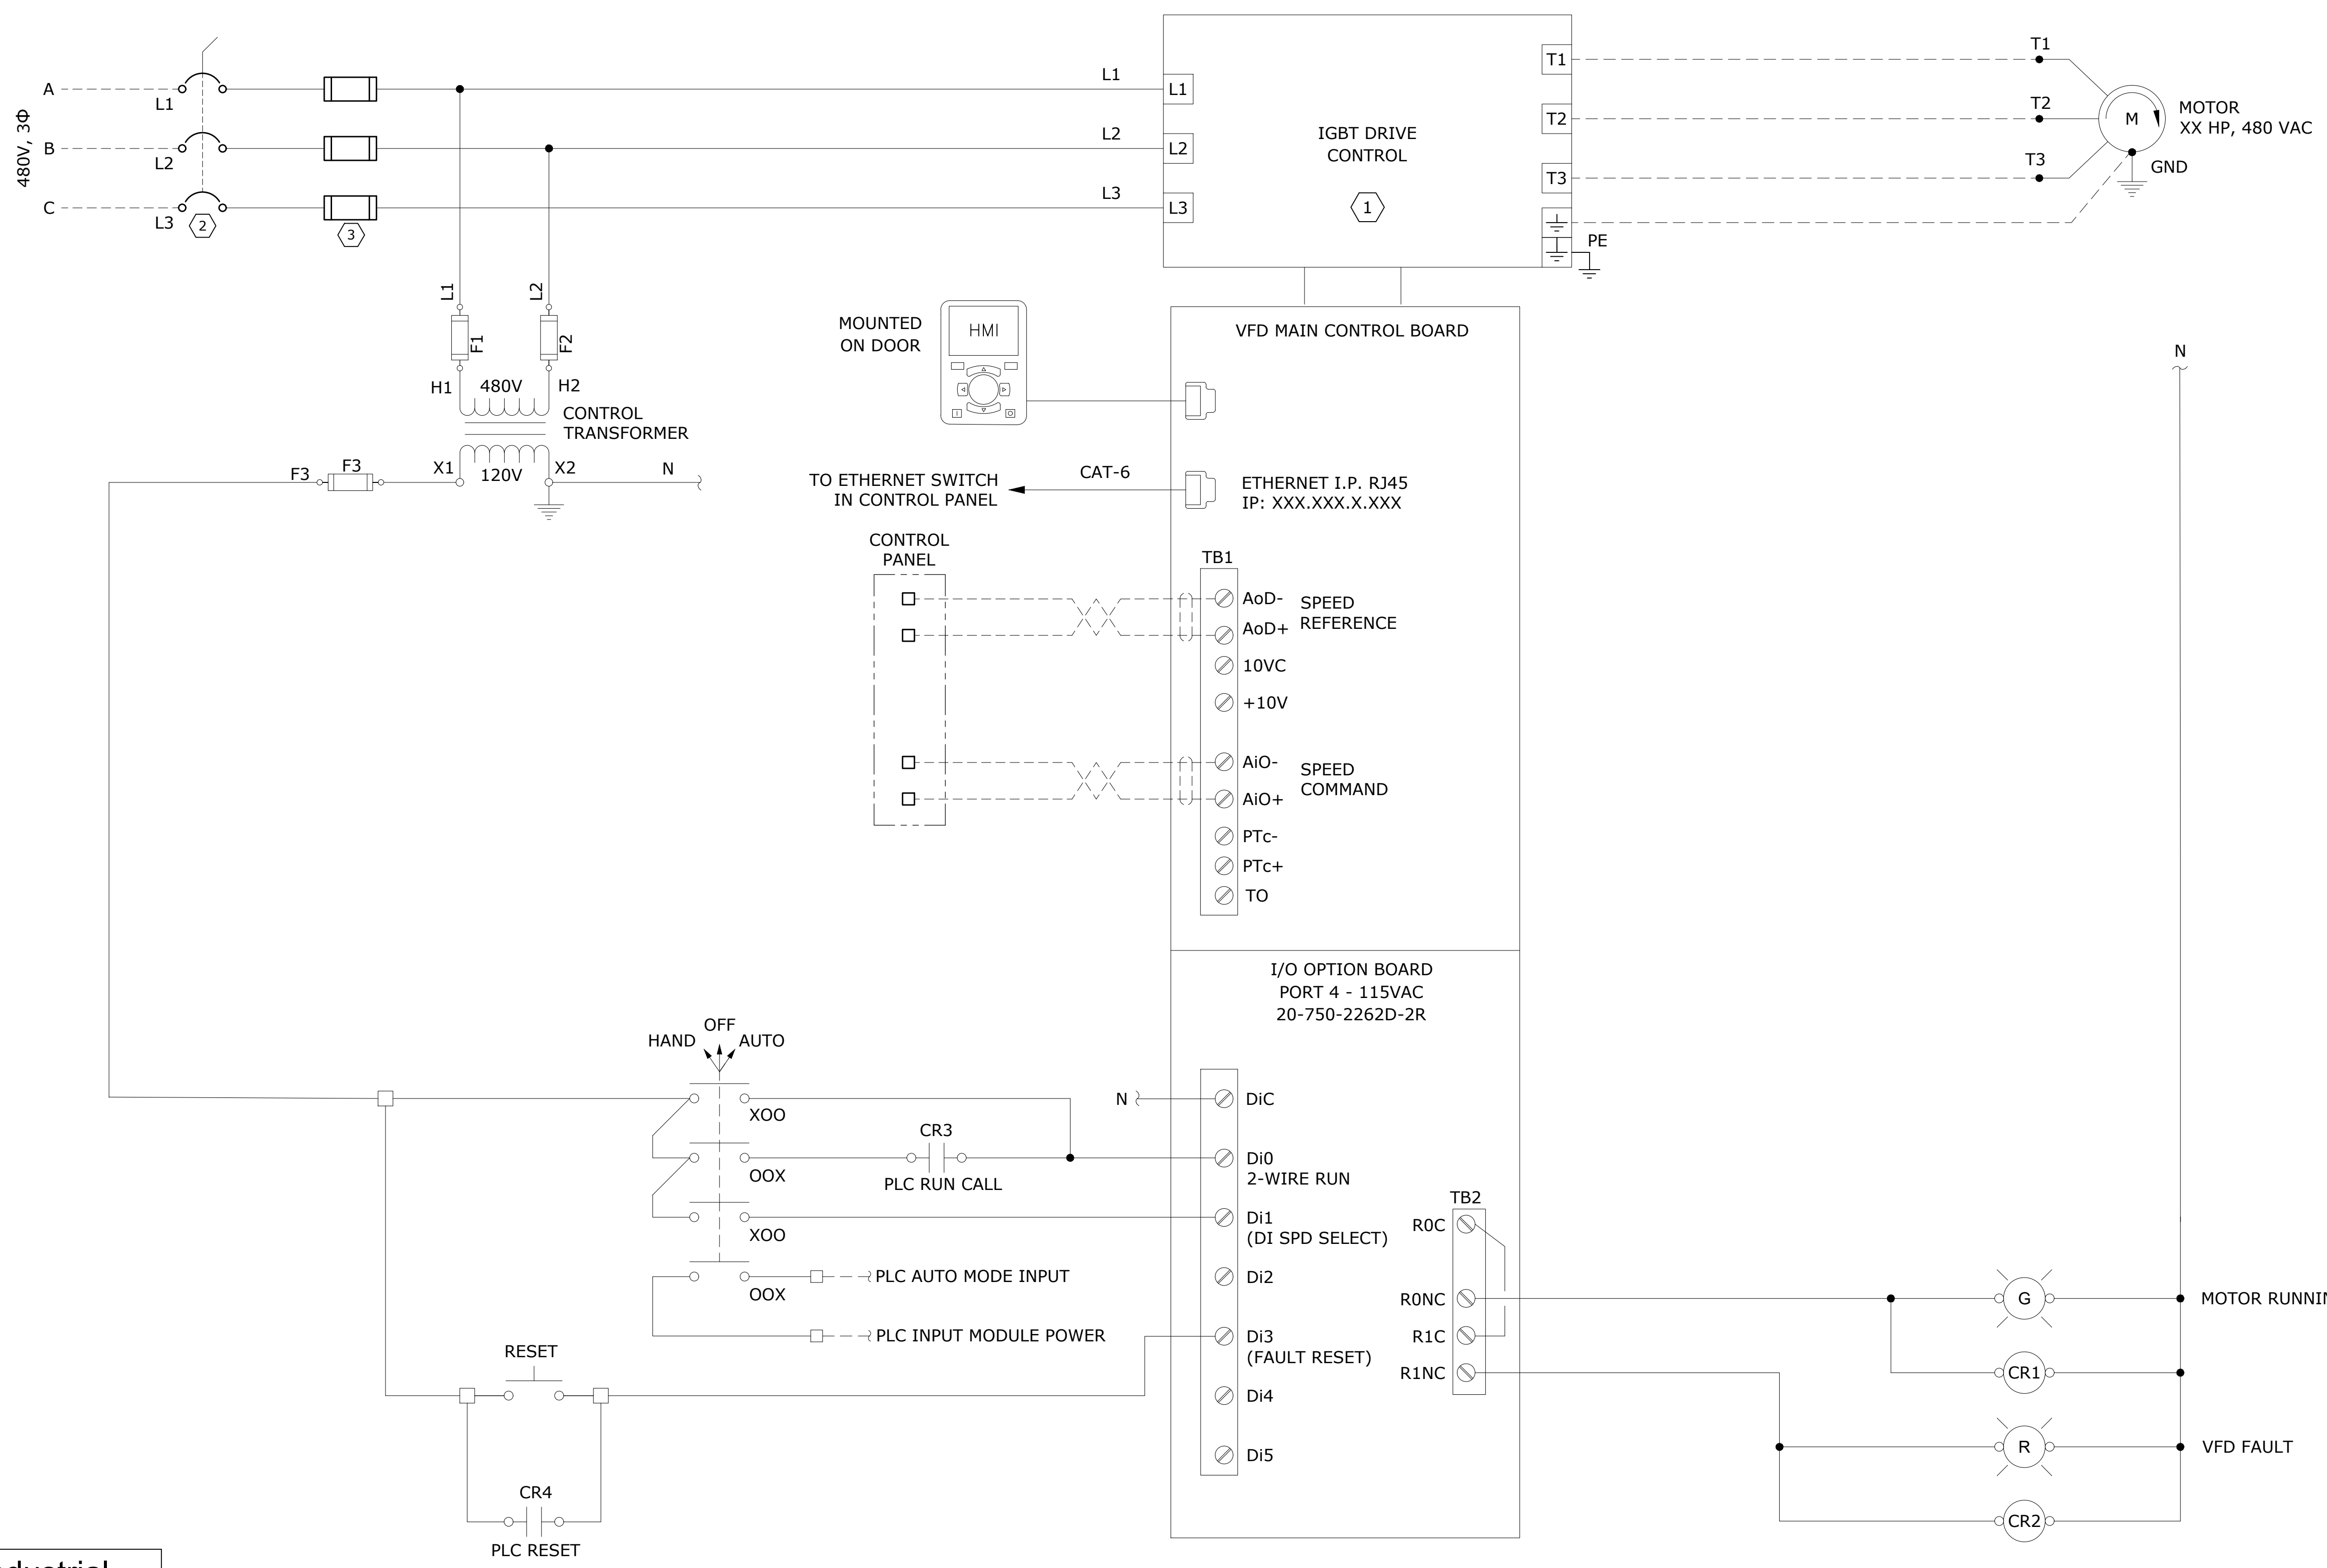 480V, 3Φ
A
B
C
L1
L2
L3
2
3
L1
L2
L3
L1
L2
L3
IGBT DRIVE
CONTROL
1
T1
T2
T3
PE
T1
T2
T3
M
GND
MOTOR
XX HP, 480 VAC
L1
L2
F1
F2
H1
480V
H2
CONTROL
TRANSFORMER
F3
F3
X1
120V
X2
N
MOUNTED
ON DOOR
HMI
VFD MAIN CONTROL BOARD
TO ETHERNET SWITCH
IN CONTROL PANEL
CAT-6
ETHERNET I.P. RJ45
IP: XXX.XXX.X.XXX
CONTROL
PANEL
TB1
AoD-
AoD+
SPEED
REFERENCE
10VC
+10V
AiO-
AiO+
SPEED
COMMAND
PTc-
PTc+
TO
N
I/O OPTION BOARD
PORT 4 - 115VAC
20-750-2262D-2R
HAND
OFF
AUTO
XOO
OOX
XOO
OOX
CR3
PLC RUN CALL
PLC AUTO MODE INPUT
PLC INPUT MODULE POWER
N
DiC
Di0
2-WIRE RUN
Di1
(DI SPD SELECT)
Di2
Di3
(FAULT RESET)
Di4
Di5
TB2
R0C
R0NC
R1C
R1NC
RESET
CR4
PLC RESET
G
MOTOR RUNNIN
CR1
R
VFD FAULT
CR2
dustrial